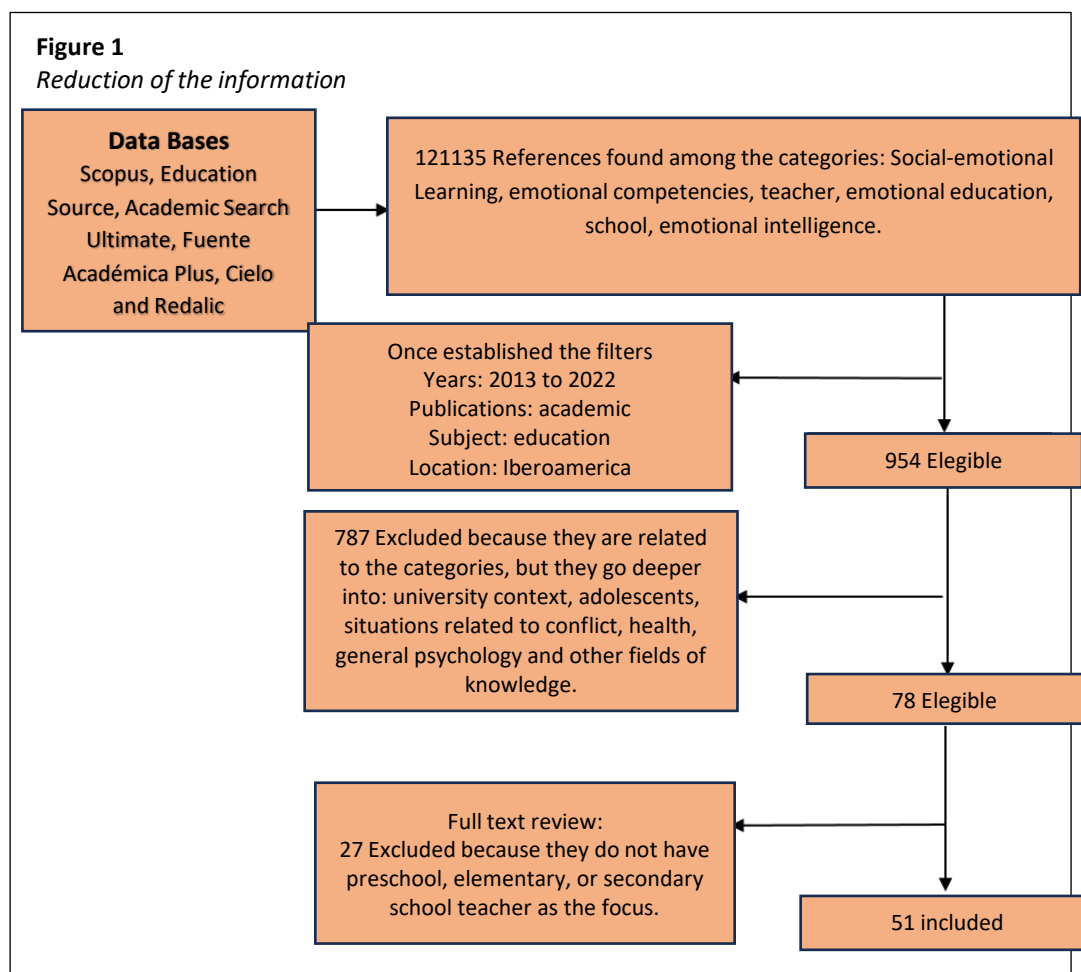 Figure 1
Reduction of the information
Data Bases
Scopus, Education
Source, Academic Search
Ultimate, Fuente
Académica Plus, Cielo
and Redalic
121135 References found among the categories: Social-emotional
Learning, emotional competencies, teacher, emotional education,
school, emotional intelligence.
Once established the filters
Years: 2013 to 2022
Publications: academic
Subject: education
Location: Iberoamerica
954 Elegible
787 Excluded because they are related
to the categories, but they go deeper
into: university context, adolescents,
situations related to conflict, health,
general psychology and other fields of
knowledge.
78 Elegible
Full text review:
27 Excluded because they do not have
preschool, elementary, or secondary
school teacher as the focus.
51 included